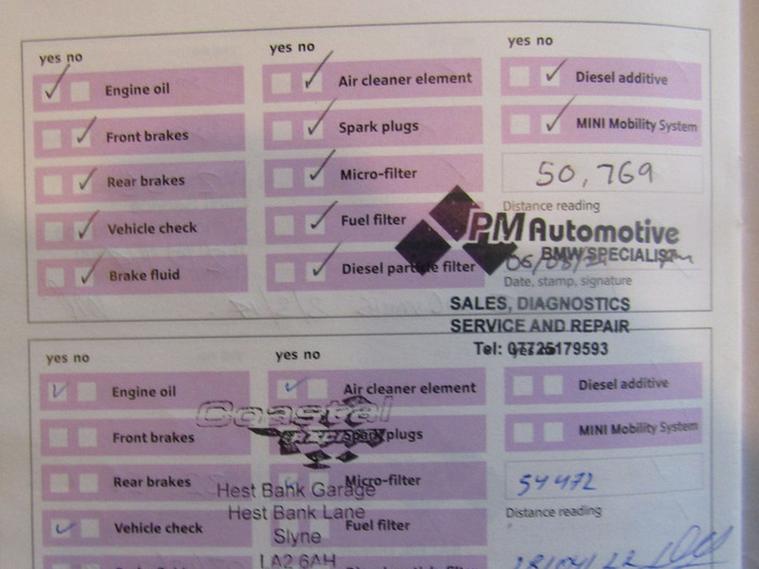 yes no
Engine oil
Front brakes
Rear brakes
Vehicle check
Brake fluid
yes no
Air cleaner element
Spark plugs
Micro-filter
Fuel filter
Diesel particle filter
yes no
Diesel additive
MINI Mobility System
50,769
Distance reading
PM Automotive
BMW SPECIALIST
Date, stamp, signature
SALES, DIAGNOSTICS
SERVICE AND REPAIR
Tel: 07725179593
yes no
Engine oil
Front brakes
Rear brakes
Vehicle check
yes no
Air cleaner element
Spark plugs
Micro-filter
Fuel filter
Coastal
Hest Bank Garage
Hest Bank Lane
Slyne
LA2 6AH
Diesel additive
MINI Mobility System
54472
Distance reading